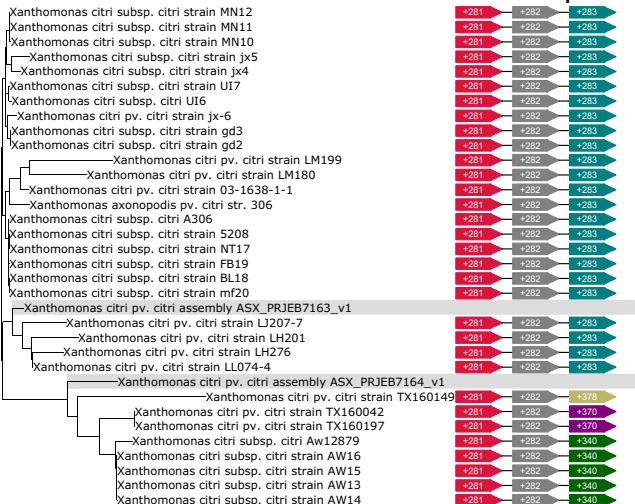 Xanthomonas citri subsp. citri strain MN12 +281 +282 +283
Xanthomonas citri subsp. citri strain MN11 +281 +282 +283
Xanthomonas citri subsp. citri strain MN10 +281 +282 +283
Xanthomonas citri subsp. citri strain jx5 +281 +282 +283
Xanthomonas citri subsp. citri strain jx4 +281 +282 +283
Xanthomonas citri subsp. citri strain UI7 +281 +282 +283
Xanthomonas citri subsp. citri UI6 +281 +282 +283
Xanthomonas citri pv. citri strain jx-6 +281 +282 +283
Xanthomonas citri subsp. citri strain gd3 +281 +282 +283
Xanthomonas citri subsp. citri strain gd2 +281 +282 +283
Xanthomonas citri pv. citri strain LM199 +281 +282 +283
Xanthomonas citri pv. citri strain LM180 +281 +282 +283
Xanthomonas citri pv. citri strain 03-1638-1-1 +281 +282 +283
Xanthomonas axonopodis pv. citri str. 306 +281 +282 +283
Xanthomonas citri subsp. citri A306 +281 +282 +283
Xanthomonas citri subsp. citri strain 5208 +281 +282 +283
Xanthomonas citri subsp. citri strain NT17 +281 +282 +283
Xanthomonas citri subsp. citri strain FB19 +281 +282 +283
Xanthomonas citri subsp. citri strain BL18 +281 +282 +283
Xanthomonas citri subsp. citri strain mf20 +281 +282 +283
Xanthomonas citri pv. citri assembly ASX_PRJEB7163_v1
Xanthomonas citri pv. citri strain LJ207-7 +281 +282 +283
Xanthomonas citri pv. citri strain LH201 +281 +282 +283
Xanthomonas citri pv. citri strain LH276 +281 +282 +283
Xanthomonas citri pv. citri strain LL074-4 +281 +282 +283
Xanthomonas citri pv. citri assembly ASX_PRJEB7164_v1
Xanthomonas citri pv. citri strain TX160149 +281 +282 +378
Xanthomonas citri pv. citri strain TX160042 +281 +282 +370
Xanthomonas citri pv. citri strain TX160197 +281 +282 +370
Xanthomonas citri subsp. citri Aw12879 +281 +282 +340
Xanthomonas citri subsp. citri strain AW16 +281 +282 +340
Xanthomonas citri subsp. citri strain AW15 +281 +282 +340
Xanthomonas citri subsp. citri strain AW13 +281 +282 +340
Xanthomonas citri subsp. citri strain AW14 +281 +282 +340